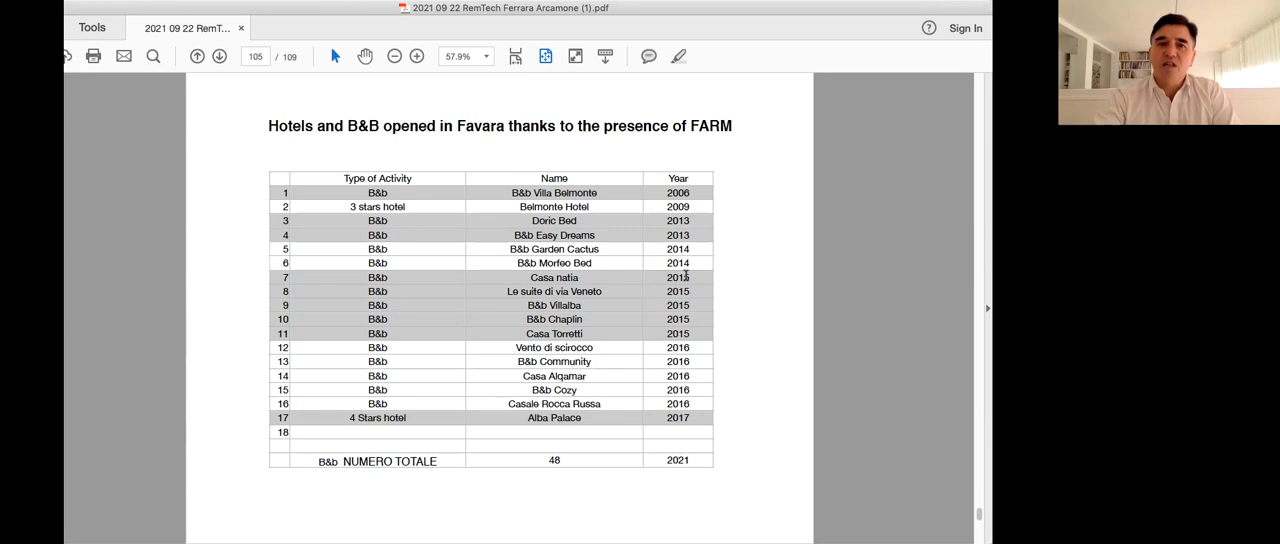 2021 09 22 RemTech Ferrara Arcamone (1).pdf
Tools 2021 09 22 RemT... × Sign In
105 / 109 57.9%
Hotels and B&B opened in Favara thanks to the presence of FARM
Type of Activity Name Year
1 B&b B&b Villa Belmonte 2006
2 3 stars hotel Belmonte Hotel 2009
3 B&b Doric Bed 2013
4 B&b B&b Easy Dreams 2013
5 B&b B&b Garden Cactus 2014
6 B&b B&b Morfeo Bed 2014
7 B&b Casa natia 2015
8 B&b Le suite di via Veneto 2015
9 B&b B&b Villalba 2015
10 B&b B&b Chaplin 2015
11 B&b Casa Torretti 2015
12 B&b Vento di scirocco 2016
13 B&b B&b Community 2016
14 B&b Casa Alqamar 2016
15 B&b B&b Cozy 2016
16 B&b Casale Rocca Russa 2016
17 4 Stars hotel Alba Palace 2017
18
B&b NUMERO TOTALE 48 2021